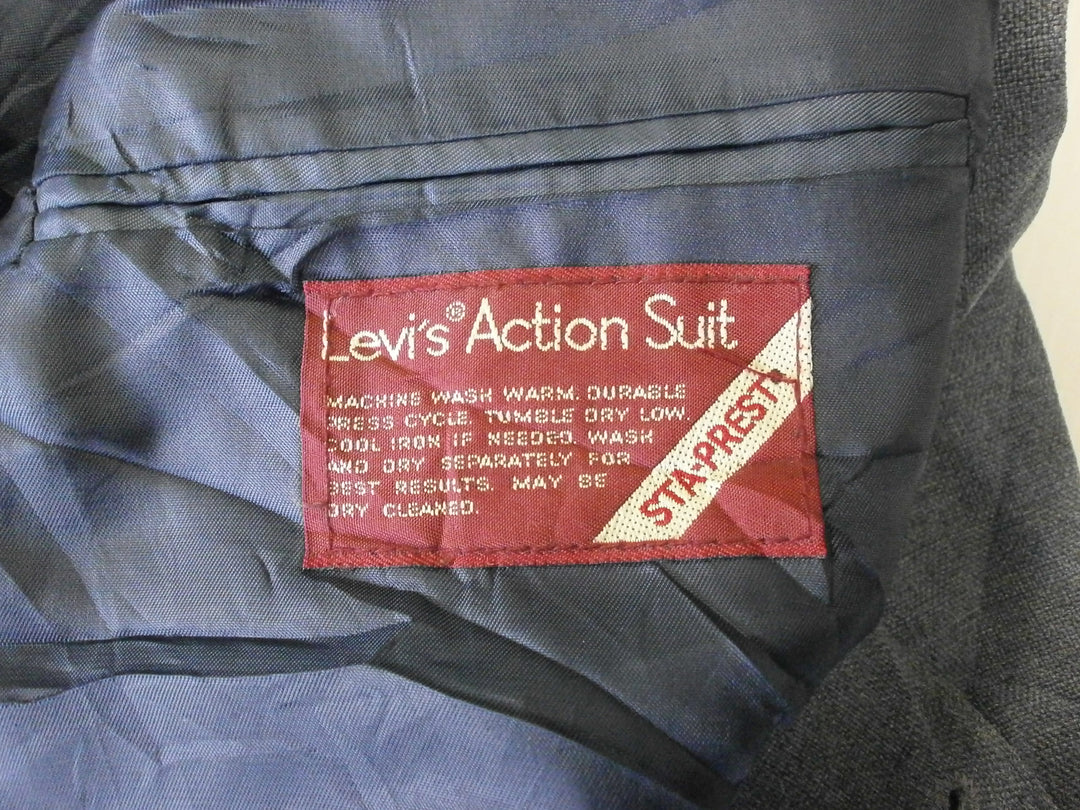 Levi's® Action Suit
MACHINE WASH WARM. DURABLE
PRESS CYCLE. TUMBLE DRY LOW.
COOL IRON IF NEEDED. WASH
AND DRY SEPARATELY FOR
BEST RESULTS. MAY BE
DRY CLEANED.
STA-PREST